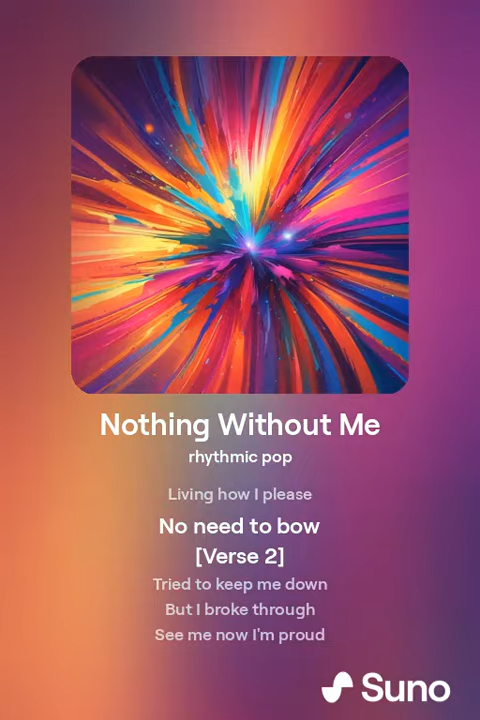 Nothing Without Me
rhythmic pop
Living how I please
No need to bow
[Verse 2]
Tried to keep me down
But I broke through
See me now I'm proud
Suno